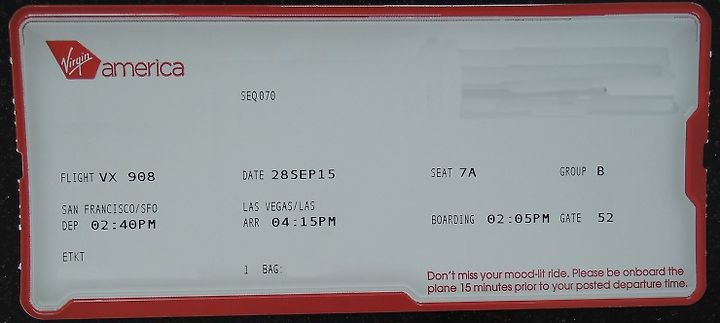 Virgin america
SEQ070
FLIGHT VX 908 DATE 28SEP15 SEAT 7A GROUP B
SAN FRANCISCO/SFO LAS VEGAS/LAS
DEP 02:40PM ARR 04:15PM BOARDING 02:05PM GATE 52
ETKT
1 BAG:
Don't miss your mood-lit ride. Please be onboard the
plane 15 minutes prior to your posted departure time.